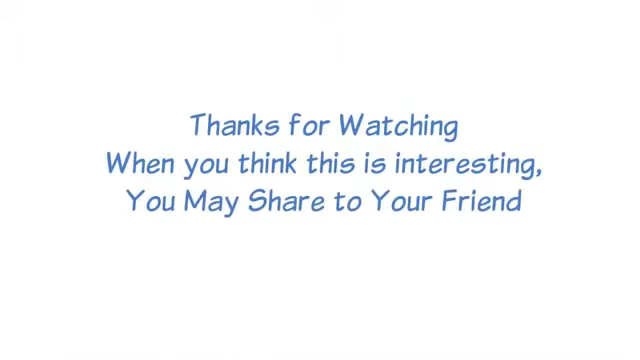 Thanks for Watching
When you think this is interesting,
You May Share to Your Friend